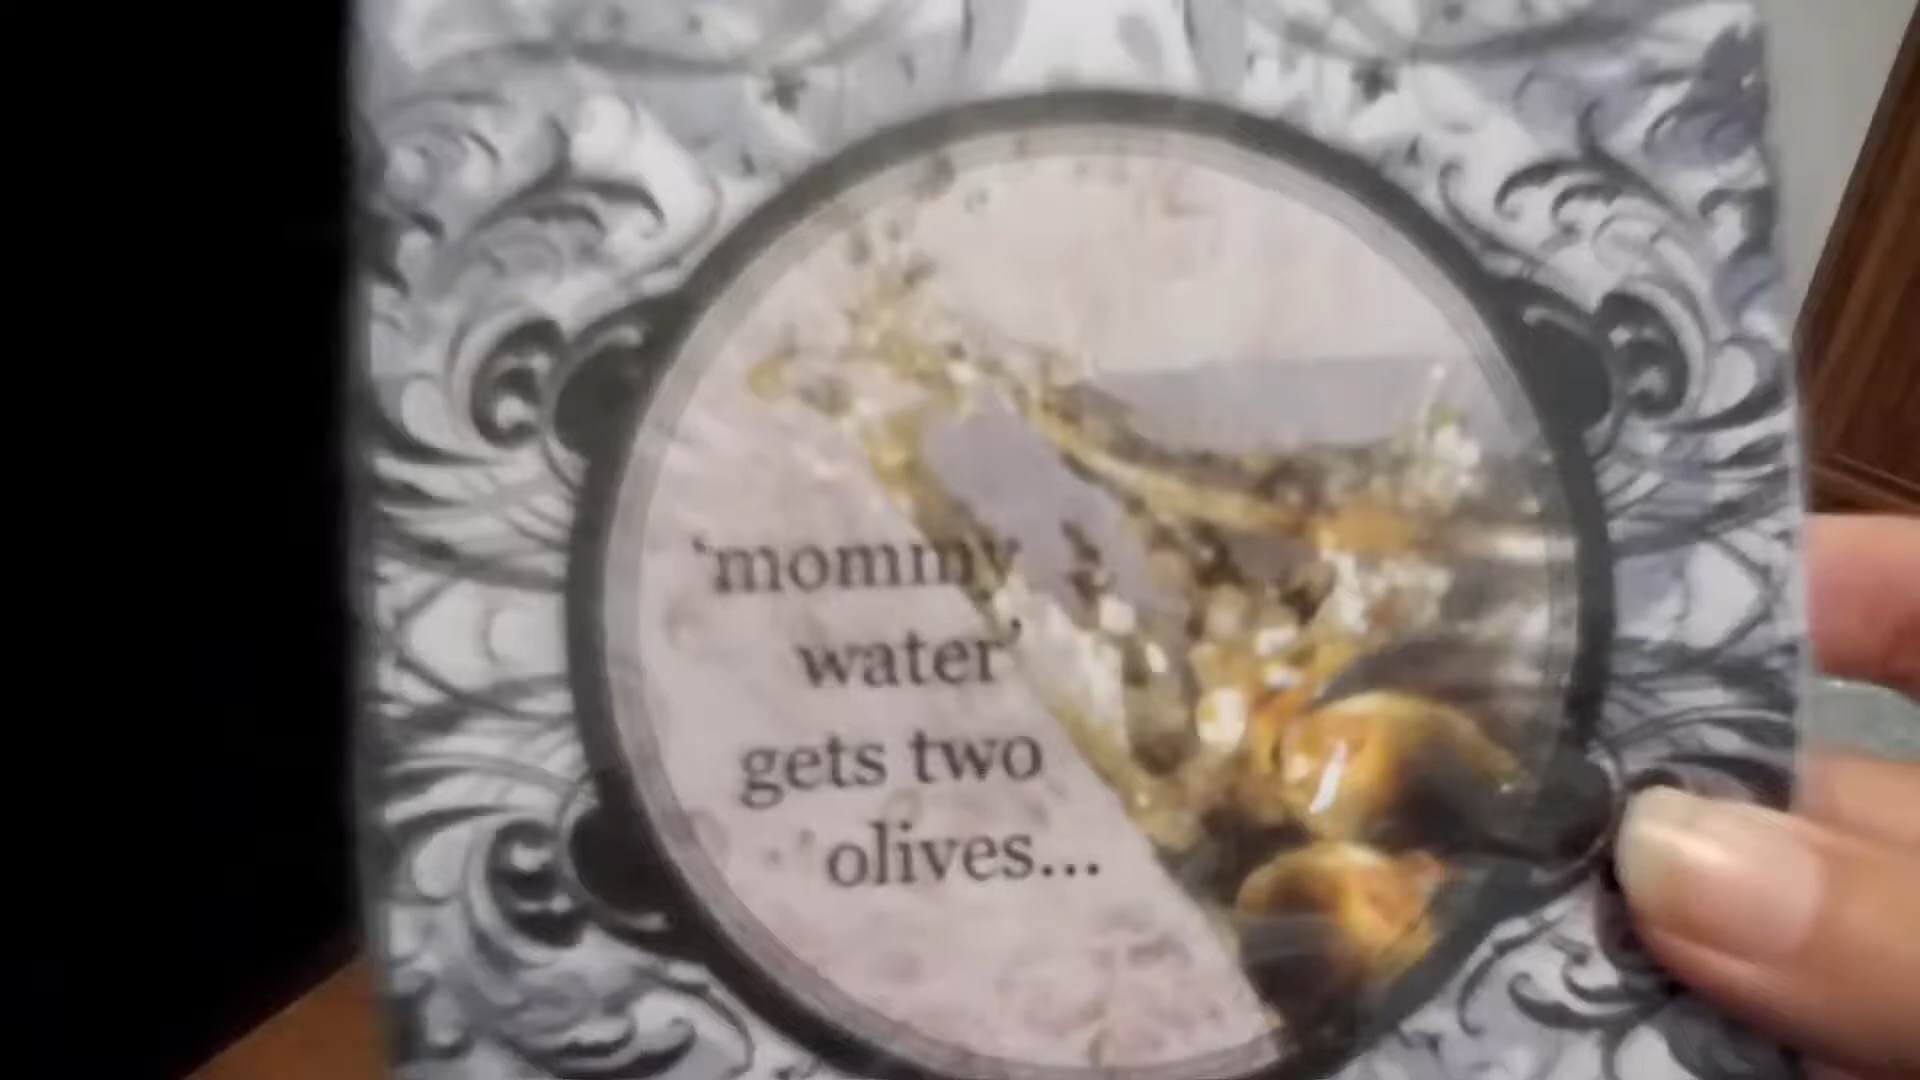 ‘mommy
water’
gets two
olives...